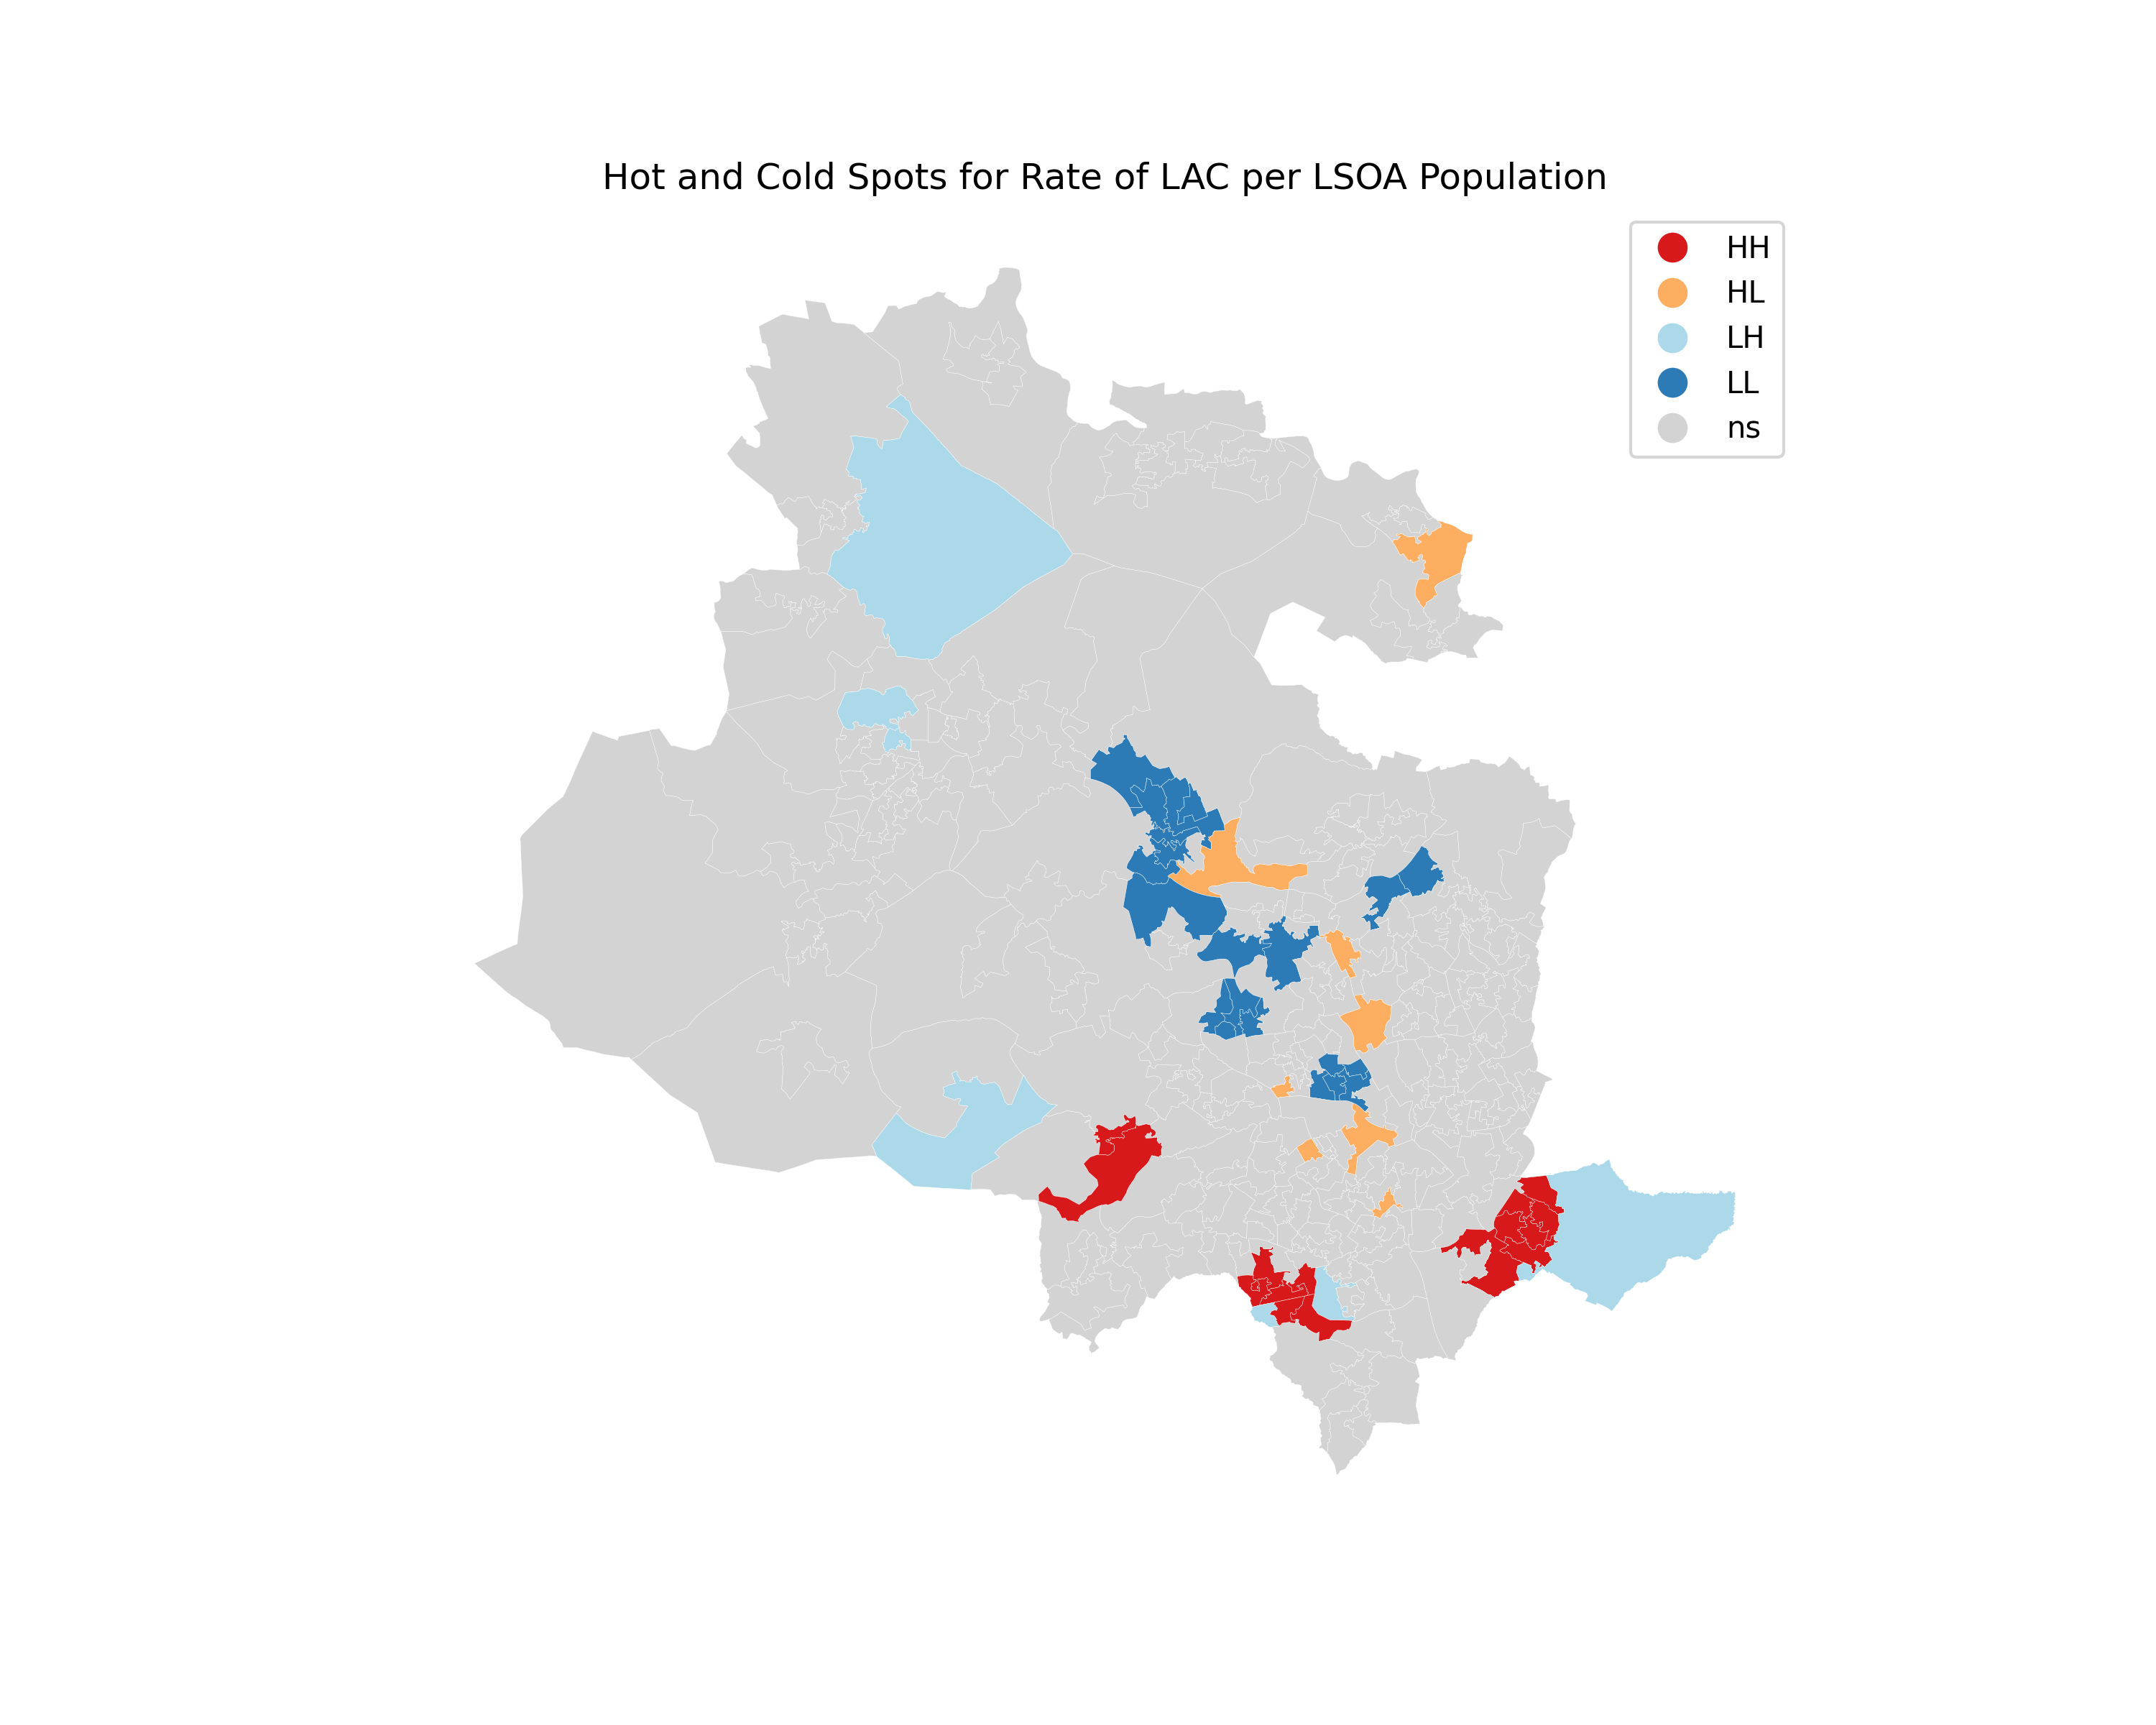 Hot and Cold Spots for Rate of LAC per LSOA Population
HH
HL
LH
LL
ns